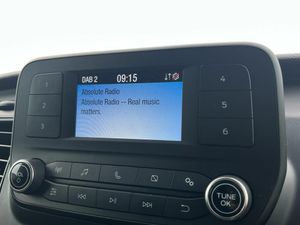 DAB 2 09:15
Absolute Radio
Absolute Radio -- Real music
matters.
1
2
3
4
5
6
TUNE
OK